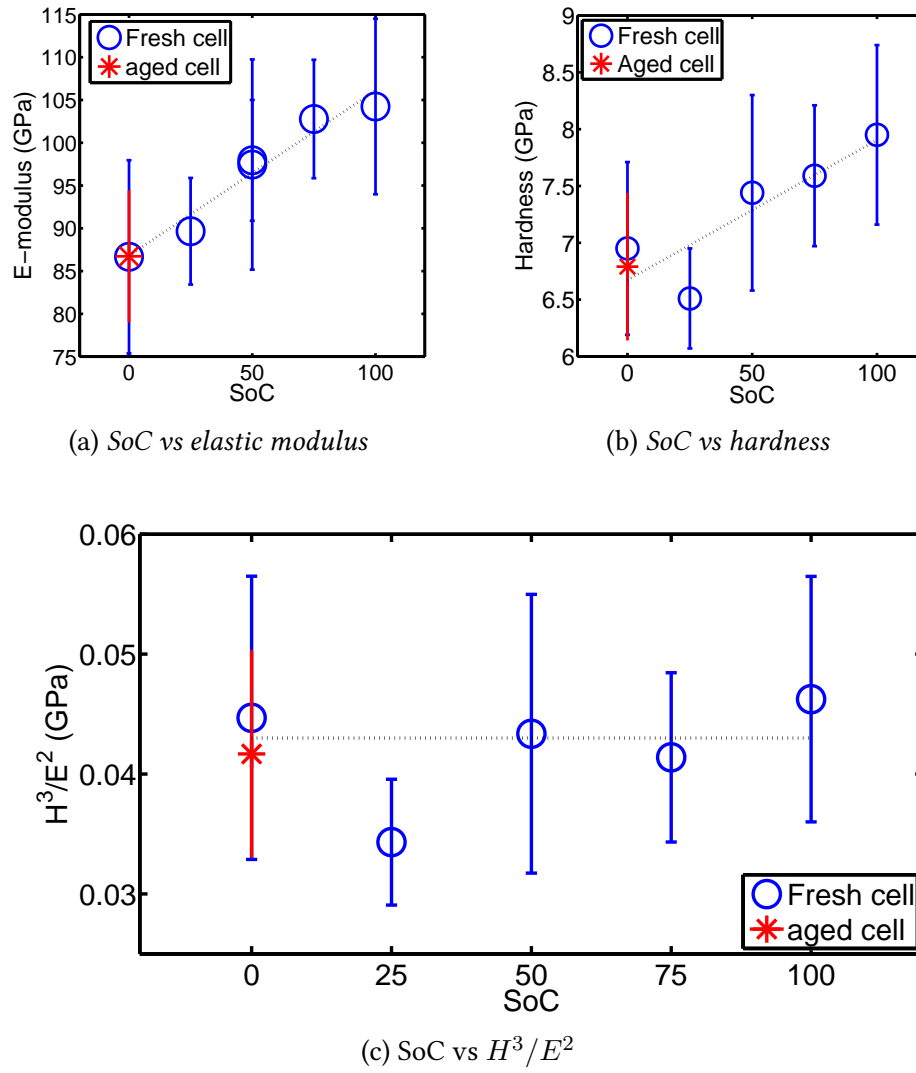 115
110
105
100
95
90
85
80
75
E−modulus (GPa)
Fresh cell
aged cell
0
50
100
SoC
(a) SoC vs elastic modulus
9
8.5
8
7.5
7
6.5
6
Hardness (GPa)
Fresh cell
Aged cell
0
50
100
SoC
(b) SoC vs hardness
0.06
0.05
0.04
0.03
H³/E² (GPa)
Fresh cell
aged cell
0
25
50
75
100
SoC
(c) SoC vs H³/E²